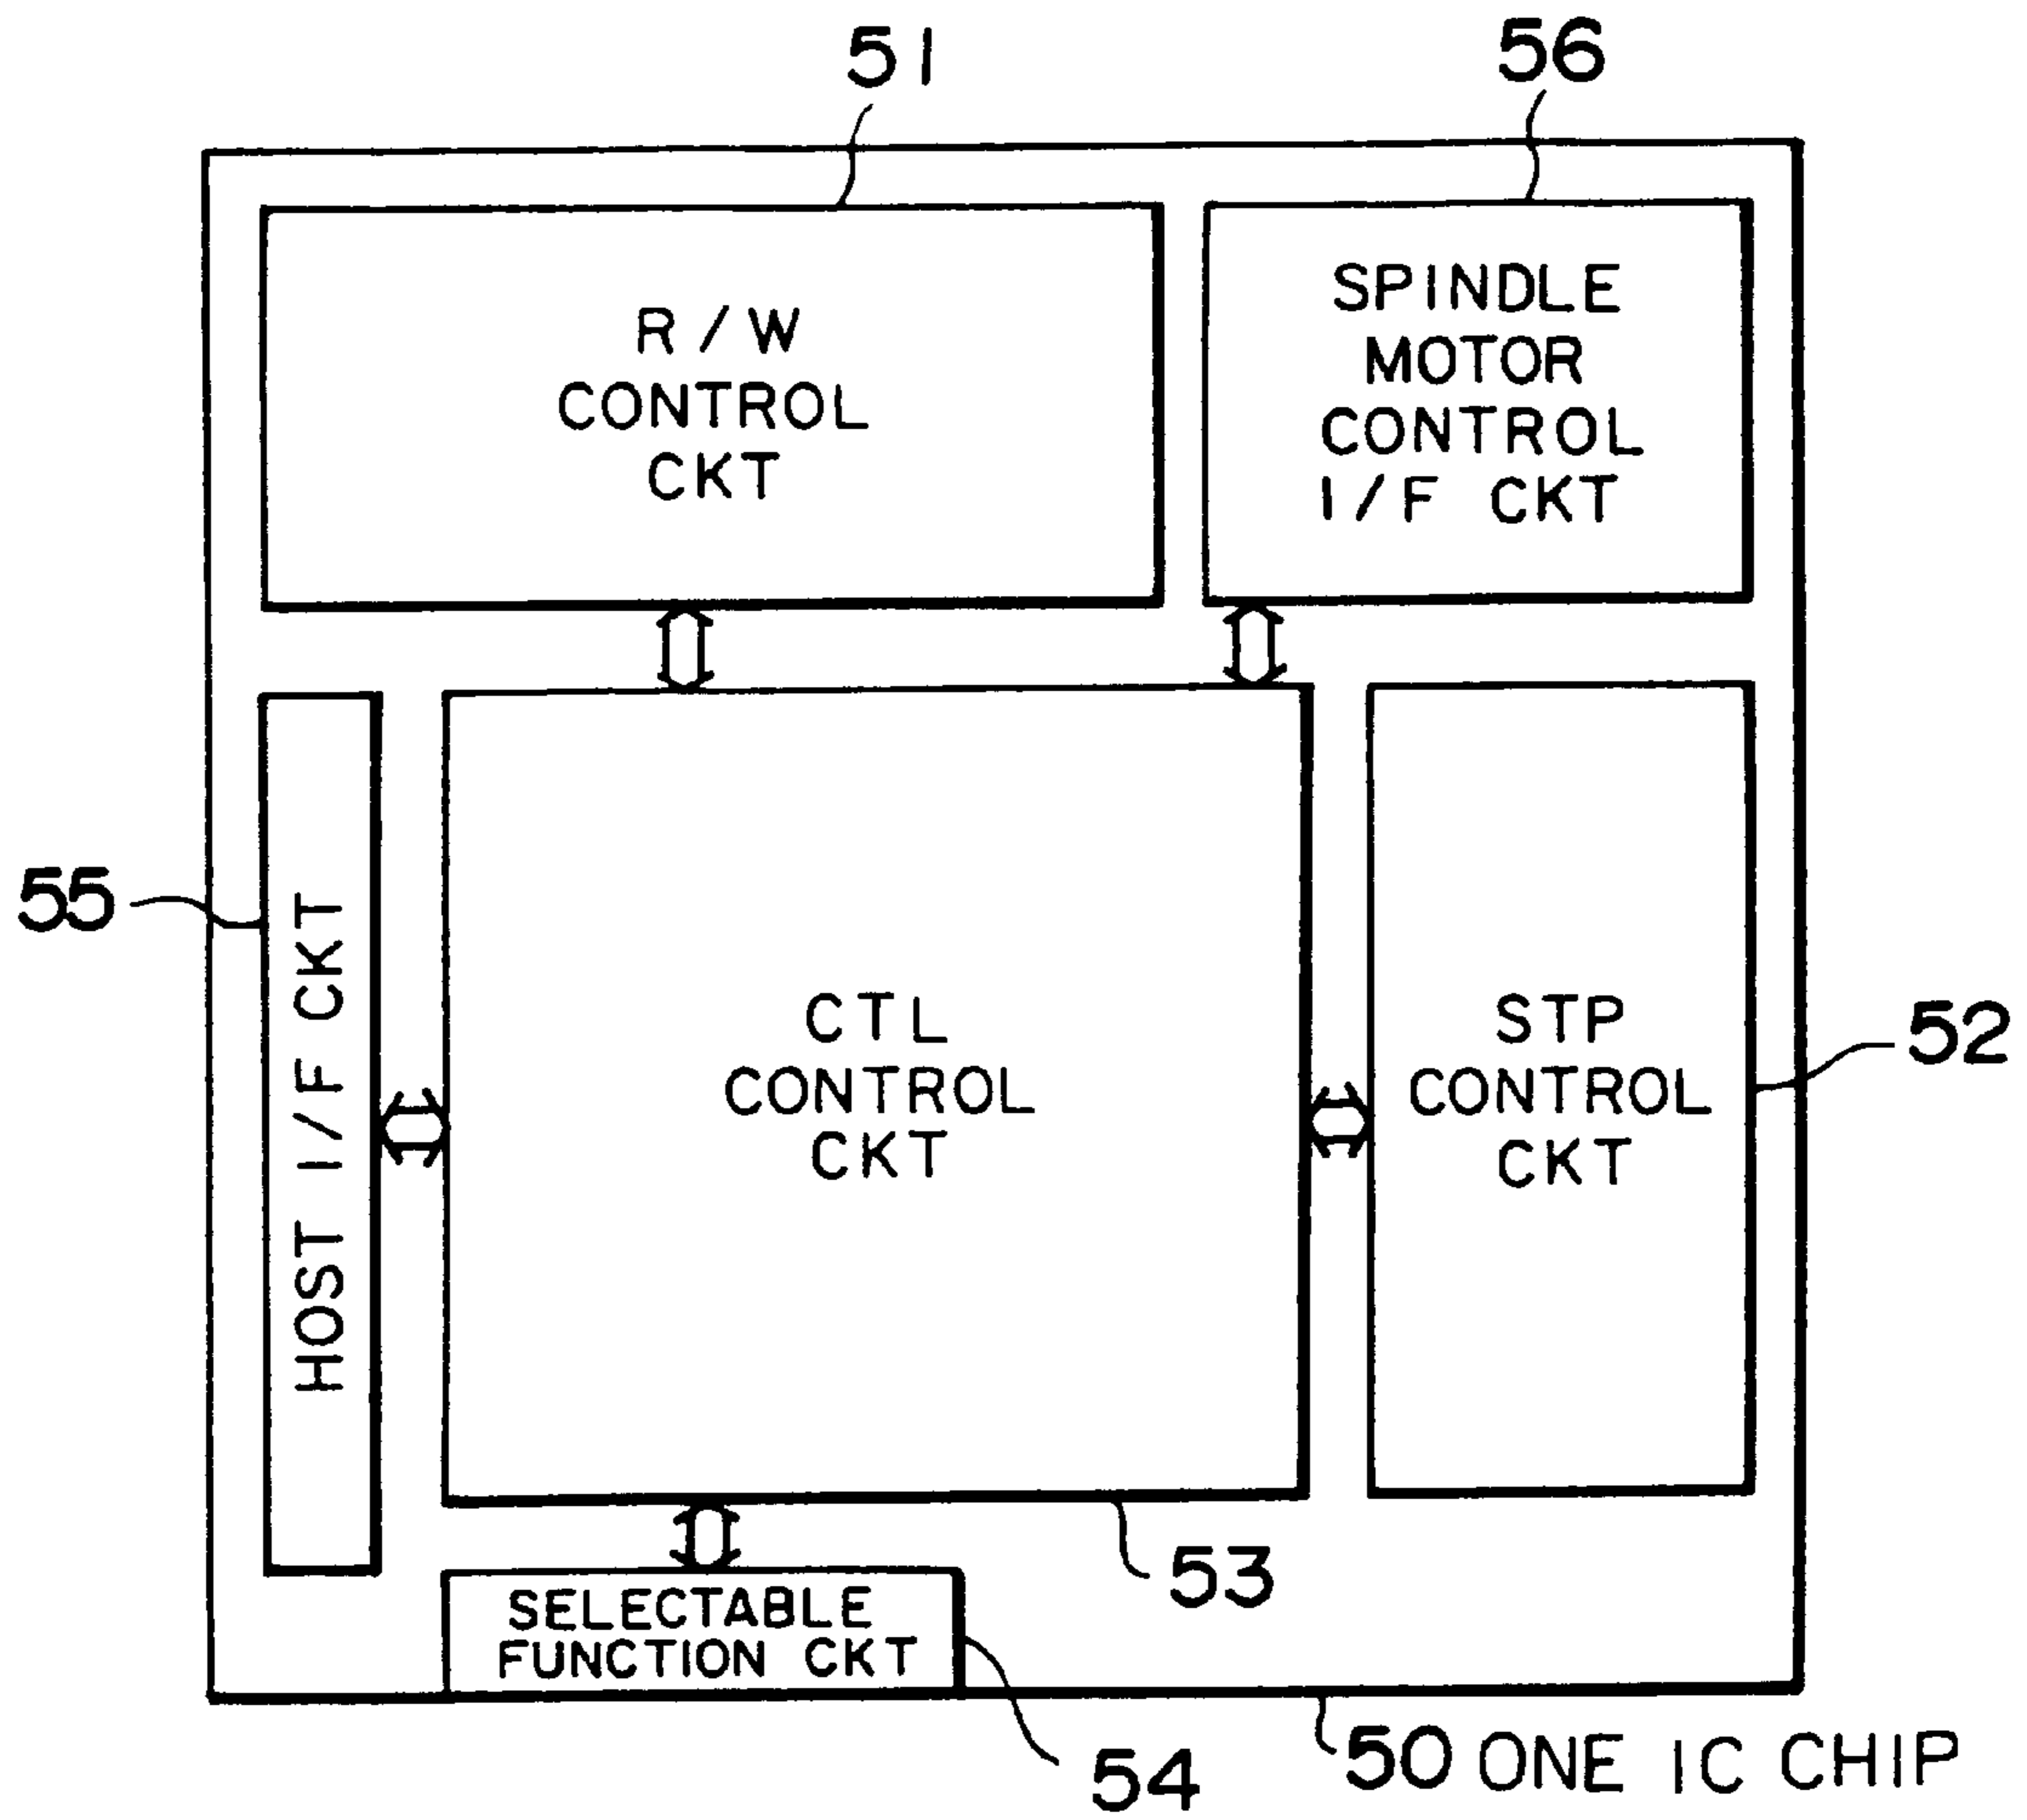 51
56
R/W
CONTROL
CKT
SPINDLE
MOTOR
CONTROL
I/F CKT
55
HOST I/F CKT
CTL
CONTROL
CKT
STP
CONTROL
CKT
52
53
SELECTABLE
FUNCTION CKT
54
50 ONE IC CHIP